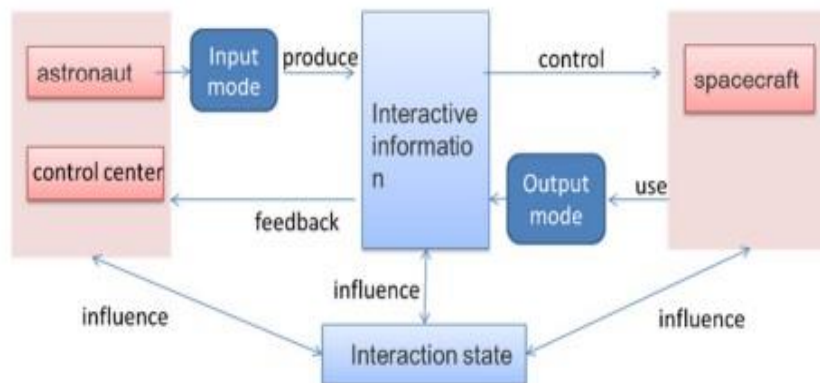 astronaut
Input
mode
produce
control
spacecraft
Interactive
informatio
n
control center
Output
mode
use
feedback
influence
influence
influence
Interaction state